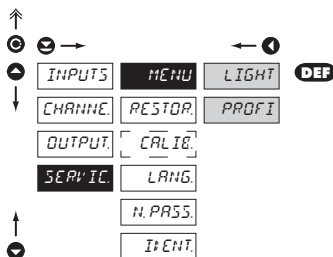 INPUTS MENU LIGHT DEF
CHANNE. RESTOR. PROFI
OUTPUT. CALIB.
SERVIC. LANG.
N. PASS.
IDENT.